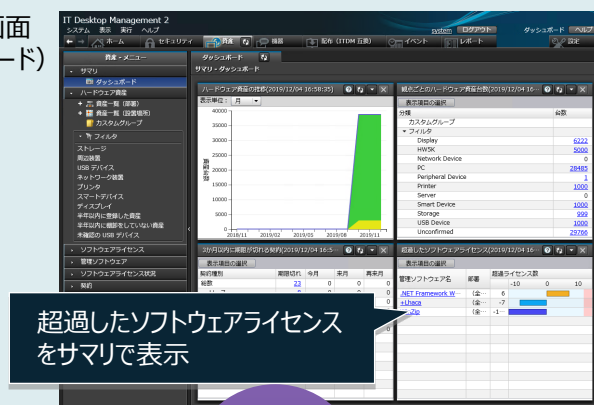 画面
ード)
IT Desktop Management 2
システム 表示 実行 ヘルプ
system ログアウト ダッシュボード ヘルプ
ホーム セキュリティ 資産 機器 配布 (ITDM 互換) イベント レポート 設定
資産 - メニュー
サマリ
ダッシュボード
ハードウェア資産
資産一覧 (部署)
資産一覧 (設置場所)
カスタムグループ
フィルタ
ストレージ
周辺装置
USB デバイス
ネットワーク装置
プリンタ
スマートデバイス
ディスプレイ
半年以内に登録した資産
半年以内に棚卸をしていない資産
未確認の USB デバイス
ソフトウェアライセンス
管理ソフトウェア
ソフトウェアライセンス状況
契約
ダッシュボード
サマリ - ダッシュボード
ハードウェア資産の推移(2019/12/04 16:58:35)
表示単位: 月
資産台数
40000
35000
30000
25000
20000
15000
10000
5000
0
2018/11 2019/02 2019/05 2019/08 2019/11
観点ごとのハードウェア資産台数(2019/12/04 16…
表示項目の選択
分類 台数
カスタムグループ
フィルタ
Display 6222
HWSK 5000
Network Device 0
PC 28485
Peripheral Device 1
Printer 1000
Server 0
Smart Device 1000
Storage 999
USB Device 1000
Unconfirmed 29766
3か月以内に期限が切れる契約(2019/12/04 16:5…
表示項目の選択
契約種別 期限切れ 今月 来月 再来月
総数 23 0 0 0
超過したソフトウェアライセンス(2019/12/04 16…
表示項目の選択
管理ソフトウェア名 部署 超過ライセンス数
-10 0 10
.NET Framework W… (全… 6
+Lhaca (全… -7
(全… -1…
超過したソフトウェアライセンス
をサマリで表示